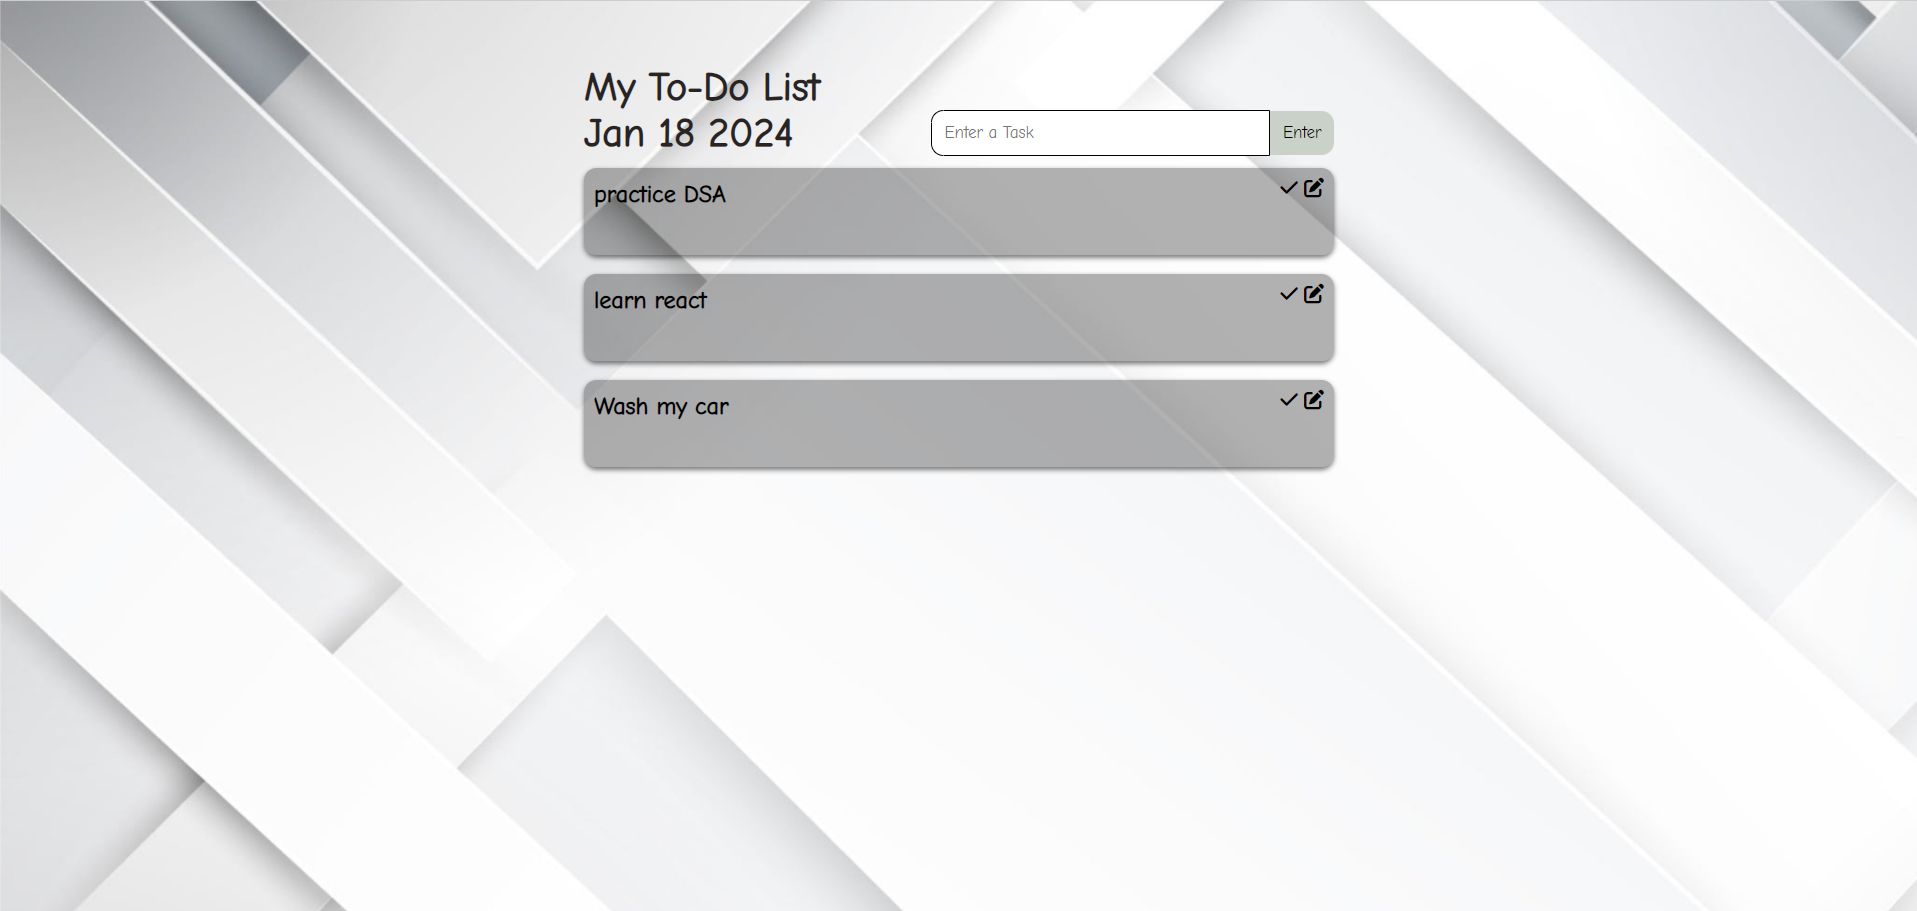 My To-Do List
Jan 18 2024
Enter a Task
Enter
practice DSA
learn react
Wash my car